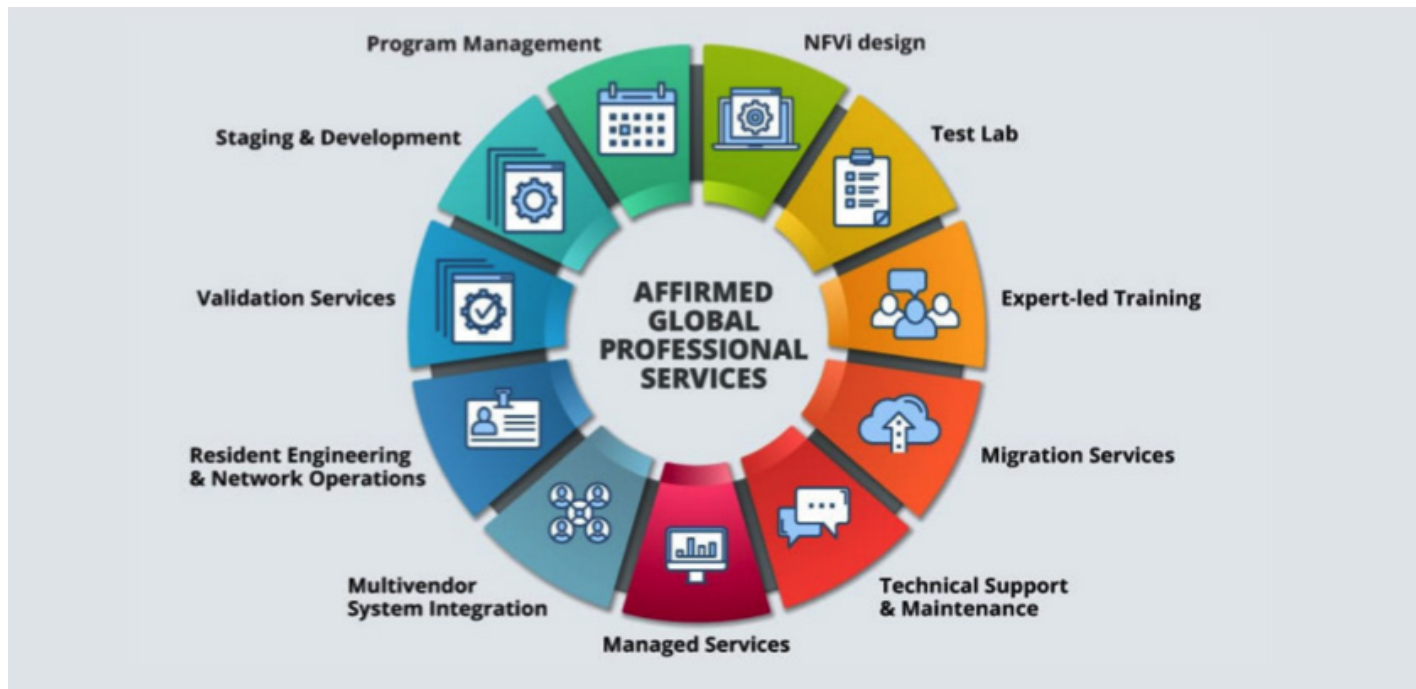 Program Management
NFVi design
Staging & Development
Test Lab
Validation Services
AFFIRMED
GLOBAL
PROFESSIONAL
SERVICES
Expert-led Training
Resident Engineering
& Network Operations
Migration Services
Multivendor
System Integration
Technical Support
& Maintenance
Managed Services